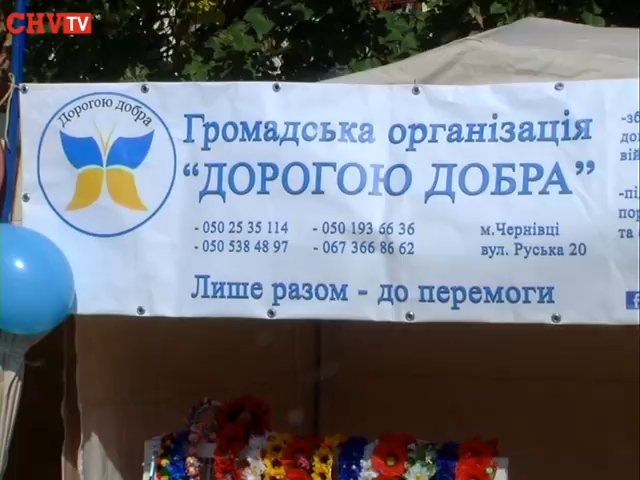 CHVTV
Дорогою добра
Громадська організація
“ДОРОГОЮ ДОБРА”
- 050 25 35 114 - 050 193 66 36 м.Чернівці
- 050 538 48 97 - 067 366 86 62 вул. Руська 20
Лише разом - до перемоги